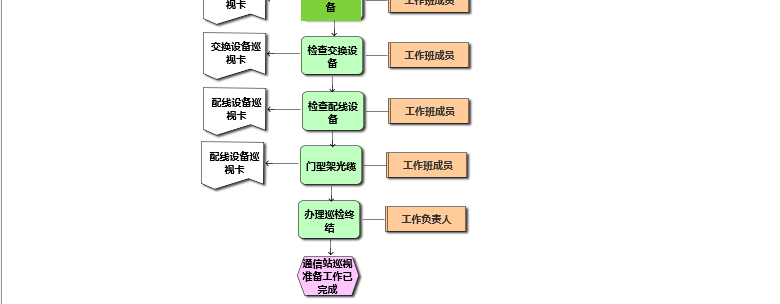 视卡
备
工作班成员
交换设备巡
视卡
检查交换设
备
工作班成员
配线设备巡
视卡
检查配线设
备
工作班成员
配线设备巡
视卡
门型架光缆
工作班成员
办理巡检终
结
工作负责人
通信站巡视
准备工作已
完成